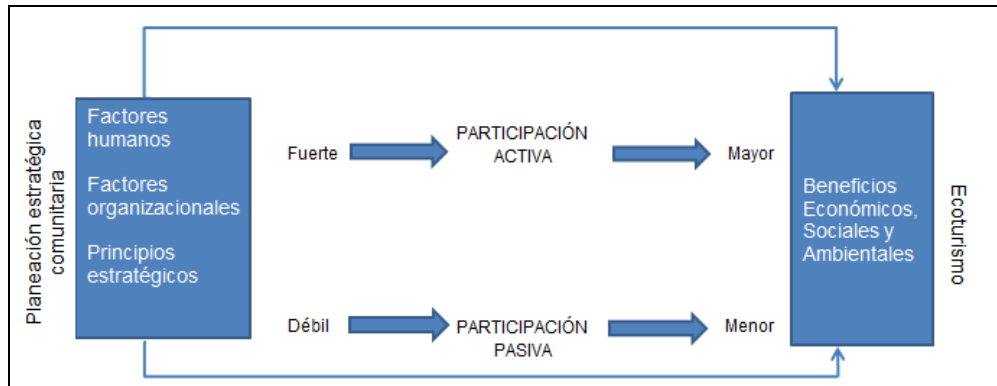 Planeación estratégica
comunitaria
Factores
humanos
Factores
organizacionales
Principios
estratégicos
Fuerte
PARTICIPACIÓN
ACTIVA
Mayor
Débil
PARTICIPACIÓN
PASIVA
Menor
Beneficios
Económicos,
Sociales y
Ambientales
Ecoturismo